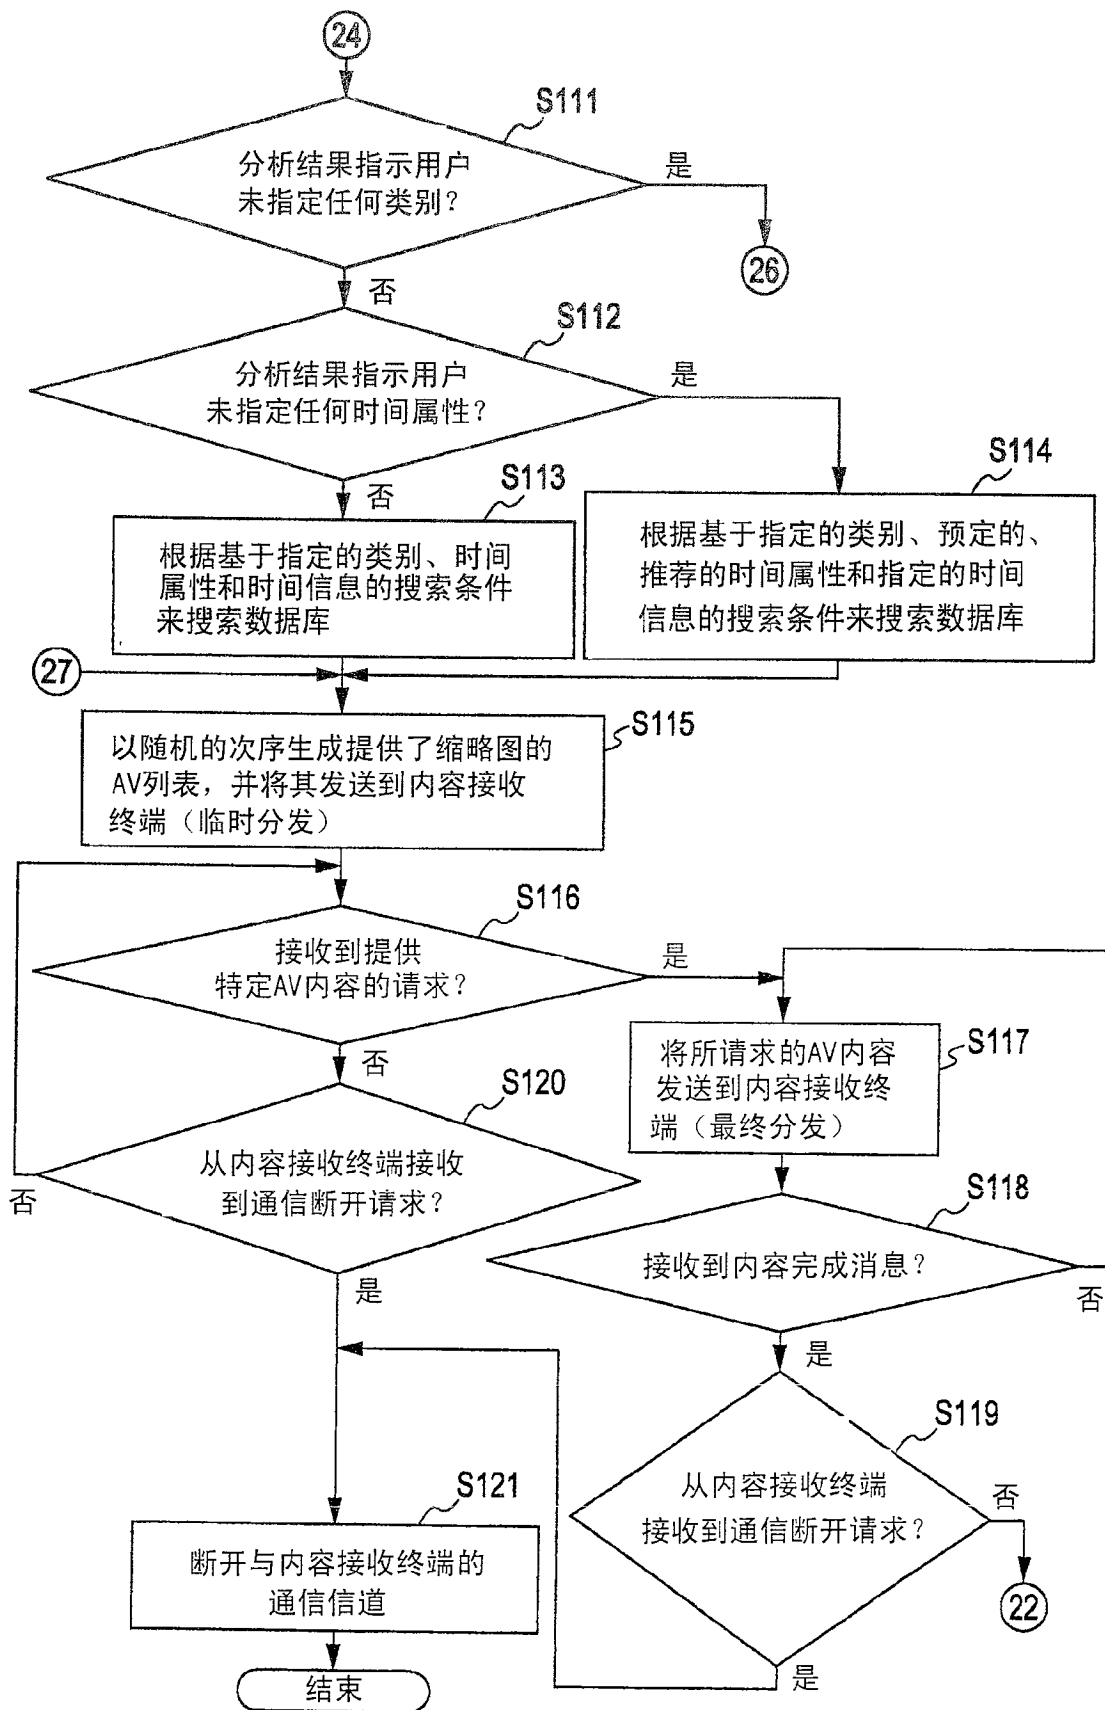 24
S111
分析结果指示用户
未指定任何类别？
是
26
否
S112
分析结果指示用户
未指定任何时间属性？
是
否
S113
根据基于指定的类别、时间
属性和时间信息的搜索条件
来搜索数据库
S114
根据基于指定的类别、预定的、
推荐的时间属性和指定的时间
信息的搜索条件来搜索数据库
27
S115
以随机的次序生成提供了缩略图的
AV列表，并将其发送到内容接收
终端（临时分发）
S116
接收到提供
特定AV内容的请求？
是
否
S117
将所请求的AV内容
发送到内容接收终
端（最终分发）
S120
从内容接收终端接收
到通信断开请求？
否
是
S118
接收到内容完成消息？
否
是
S119
从内容接收终端
接收到通信断开请求？
否
22
是
S121
断开与内容接收终端的
通信信道
结束